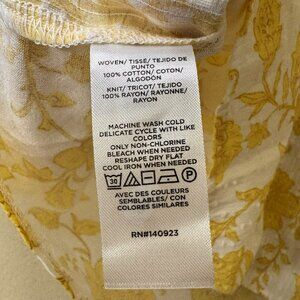 WOVEN/ TISSÉ/ TEJIDO DE
PUNTO
100% COTTON/ COTON/
ALGODÓN
KNIT/ TRICOT/ TEJIDO
100% RAYON/ RAYONNE/
RAYON
MACHINE WASH COLD
DELICATE CYCLE WITH LIKE
COLORS
ONLY NON-CHLORINE
BLEACH WHEN NEEDED
RESHAPE DRY FLAT
COOL IRON WHEN NEEDED
30
P
AVEC DES COULEURS
SEMBLABLES / CON
COLORES SIMILARES
RN#140923